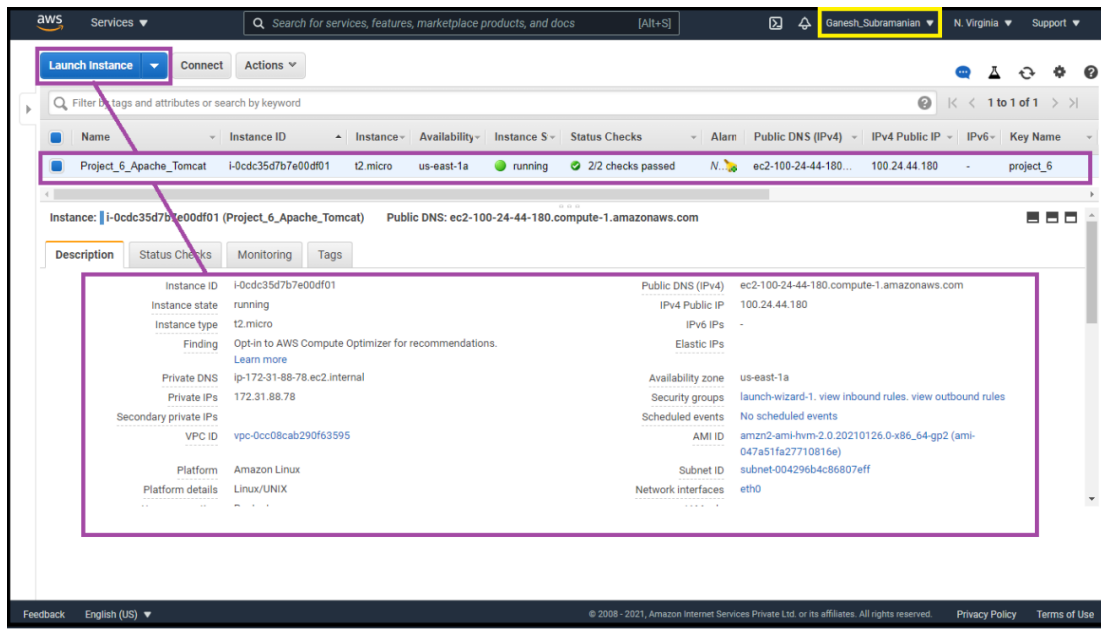 aws Services Search for services, features, marketplace products, and docs [Alt+S] Ganesh_Subramanian N. Virginia Support
Launch Instance Connect Actions
Filter by tags and attributes or search by keyword 1 to 1 of 1
Name Instance ID Instance Availability Instance S Status Checks Alarm Public DNS (IPv4) IPv4 Public IP IPv6 Key Name
Project_6_Apache_Tomcat i-0cdc35d7b7e00df01 t2.micro us-east-1a running 2/2 checks passed N... ec2-100-24-44-180... 100.24.44.180 - project_6
Instance: i-0cdc35d7b7e00df01 (Project_6_Apache_Tomcat) Public DNS: ec2-100-24-44-180.compute-1.amazonaws.com
Description Status Checks Monitoring Tags
Instance ID i-0cdc35d7b7e00df01 Public DNS (IPv4) ec2-100-24-44-180.compute-1.amazonaws.com
Instance state running IPv4 Public IP 100.24.44.180
Instance type t2.micro IPv6 IPs -
Finding Opt-in to AWS Compute Optimizer for recommendations. Elastic IPs
Learn more
Private DNS ip-172-31-88-78.ec2.internal Availability zone us-east-1a
Private IPs 172.31.88.78 Security groups launch-wizard-1. view inbound rules. view outbound rules
Secondary private IPs Scheduled events No scheduled events
VPC ID vpc-0cc08cab290f63595 AMI ID amzn2-ami-hvm-2.0.20210126.0-x86_64-gp2 (ami-
047a51fa27710816e)
Platform Amazon Linux Subnet ID subnet-004296b4c86807eff
Platform details Linux/UNIX Network interfaces eth0
Feedback English (US) © 2008 - 2021, Amazon Internet Services Private Ltd. or its affiliates. All rights reserved. Privacy Policy Terms of Use